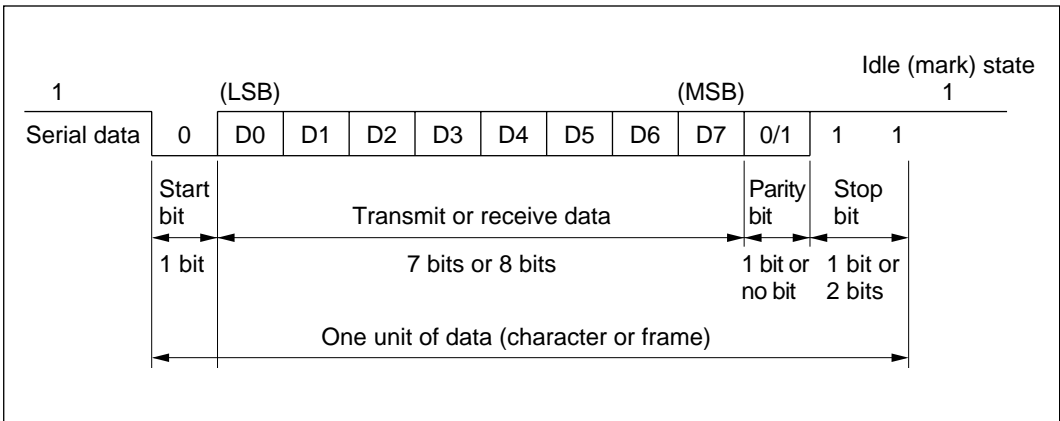 Idle (mark) state
1 (LSB) (MSB) 1
Serial data 0 D0 D1 D2 D3 D4 D5 D6 D7 0/1 1 1
Start Parity Stop
bit Transmit or receive data bit bit
1 bit 7 bits or 8 bits 1 bit or 1 bit or
no bit 2 bits
One unit of data (character or frame)